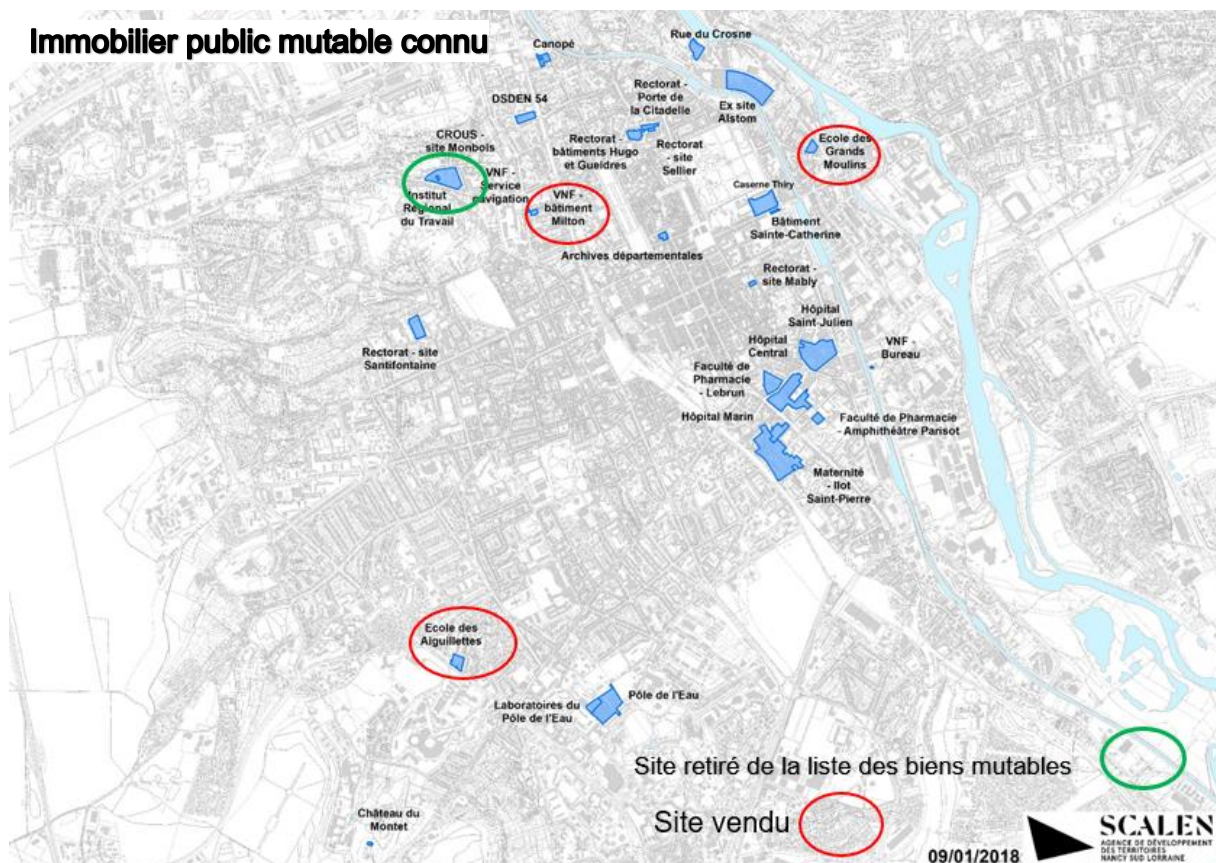 Immobilier public mutable connu
Canopé
Rue du Crosne
DSDEN 54
Rectorat -
Porte de
la Citadelle
Ex site
Alstom
CROUS -
site Monbois
Rectorat -
bâtiments Hugo
et Gueldres
Rectorat
- site
Sellier
Ecole des
Grands
Moulins
VNF -
Service
navigation
Institut
Régional
du Travail
VNF -
bâtiment
Milton
Caserne Thiry
Bâtiment
Sainte-Catherine
Archives départementales
Rectorat -
site Mably
Hôpital
Saint-Julien
Rectorat - site
Santifontaine
Hôpital
Central
VNF -
Bureau
Faculté de
Pharmacie
- Lebrun
Hôpital Marin
Faculté de Pharmacie
- Amphithéâtre Parisot
Maternité
- Ilot
Saint-Pierre
Ecole des
Aiguillettes
Laboratoires du
Pôle de l'Eau
Pôle de l'Eau
Château du
Montet
Site retiré de la liste des biens mutables
Site vendu
09/01/2018
SCALEN
AGENCE DE DÉVELOPPEMENT
DES TERRITOIRES
NANCY SUD LORRAINE